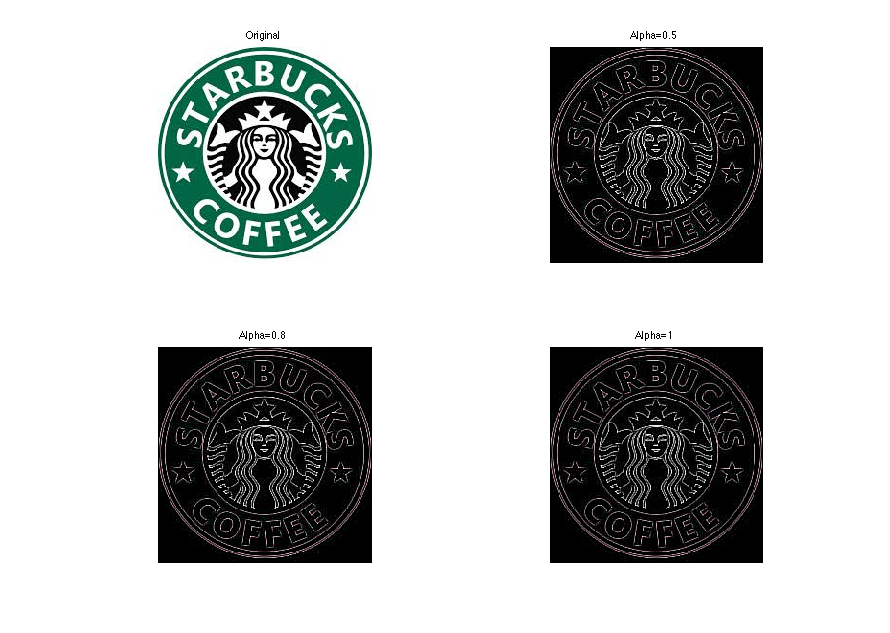 Original
STARBUCKS
COFFEE
Alpha=0.5
STARBUCKS
COFFEE
Alpha=0.8
STARBUCKS
COFFEE
Alpha=1
STARBUCKS
COFFEE